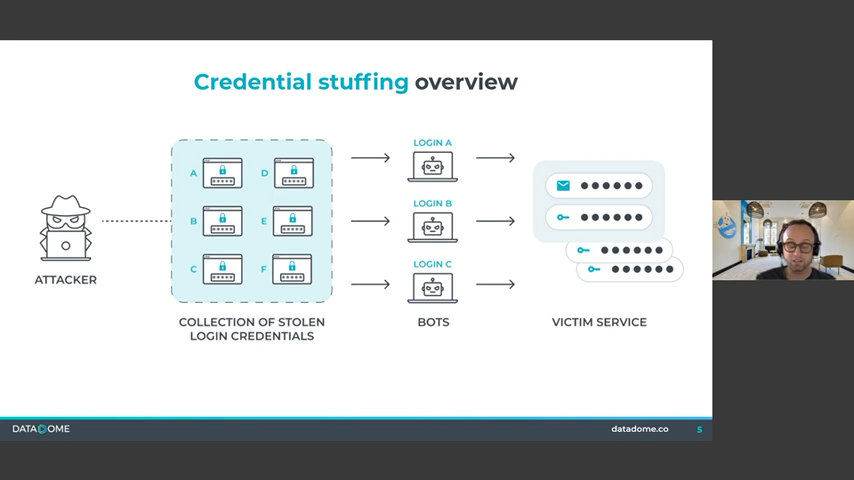 Credential stuffing overview
LOGIN A
A
D
LOGIN B
B
E
LOGIN C
C
F
ATTACKER
COLLECTION OF STOLEN
LOGIN CREDENTIALS
BOTS
VICTIM SERVICE
DATADOME
datadome.co
5